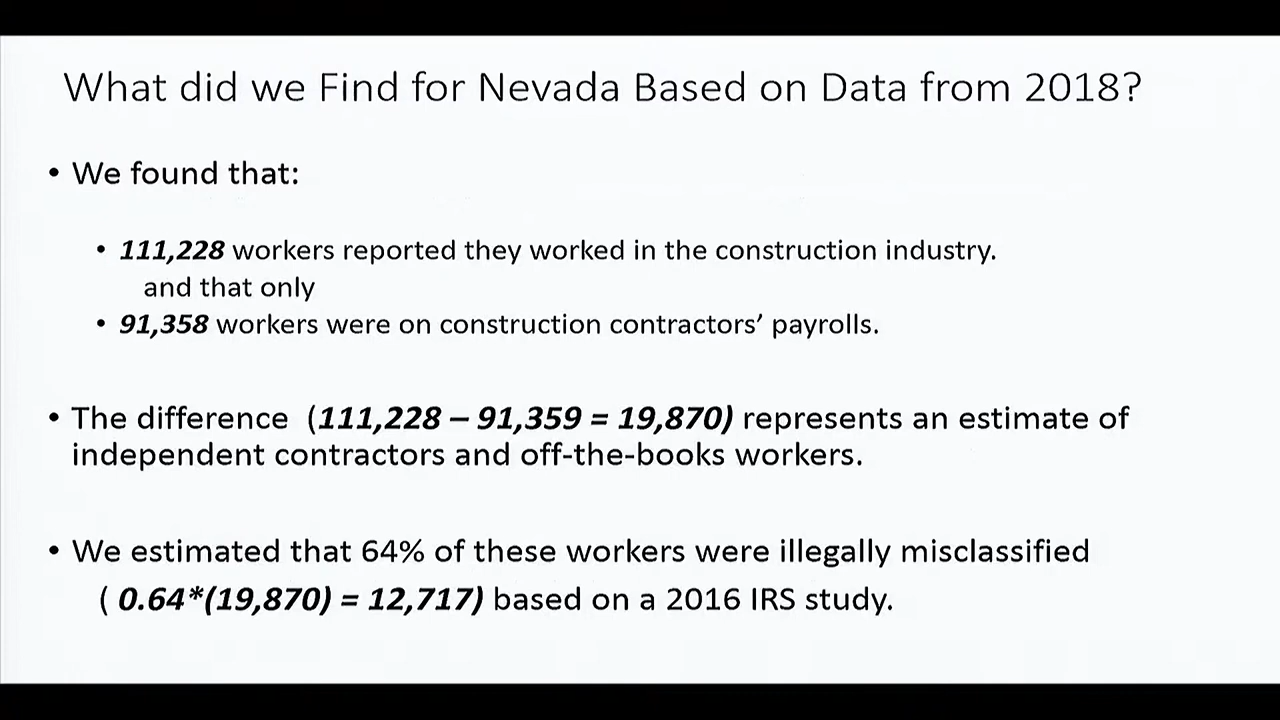 What did we Find for Nevada Based on Data from 2018?
• We found that:
• 111,228 workers reported they worked in the construction industry.
and that only
• 91,358 workers were on construction contractors’ payrolls.
• The difference (111,228 – 91,359 = 19,870) represents an estimate of
independent contractors and off-the-books workers.
• We estimated that 64% of these workers were illegally misclassified
( 0.64*(19,870) = 12,717) based on a 2016 IRS study.